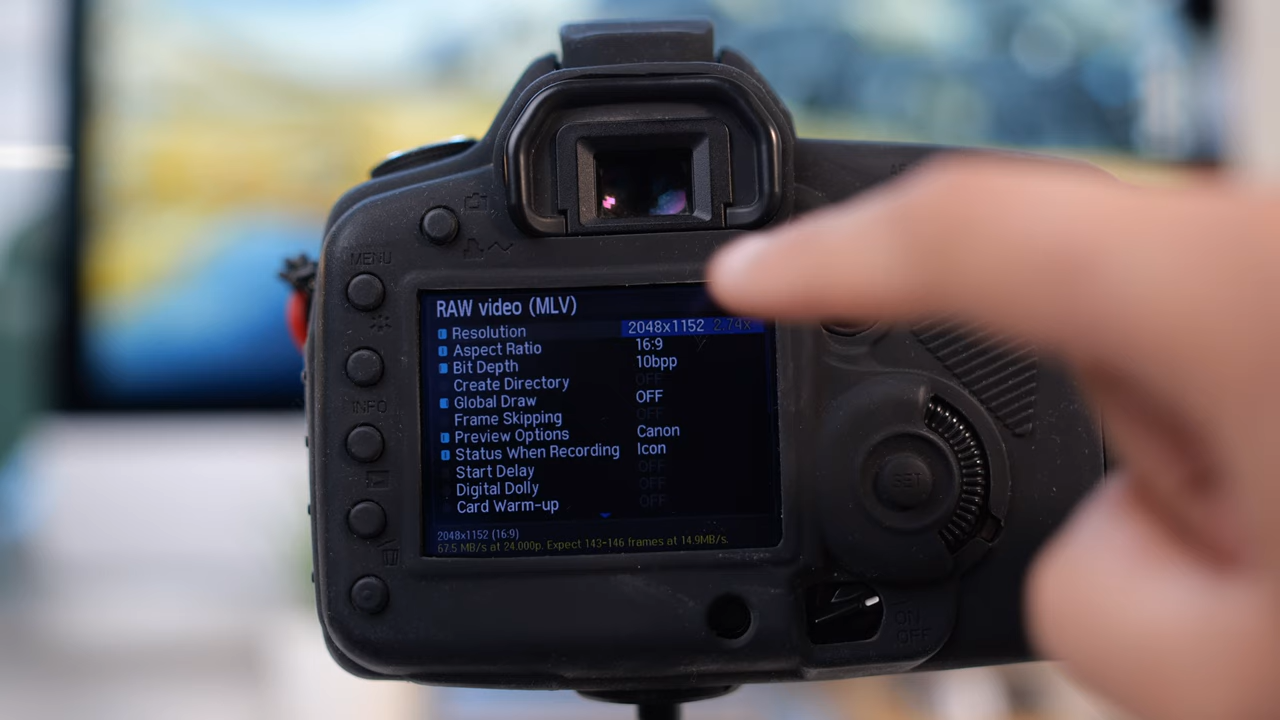 MENU
INFO
RAW video (MLV)
Resolution 2048x1152 2.74x
Aspect Ratio 16:9
Bit Depth 10bpp
Create Directory OFF
Global Draw OFF
Frame Skipping OFF
Preview Options Canon
Status When Recording Icon
Start Delay OFF
Digital Dolly OFF
Card Warm-up OFF
2048x1152 (16:9)
67.5 MB/s at 24.000p. Expect 143-146 frames at 14.9MB/s.
SET
ON
OFF